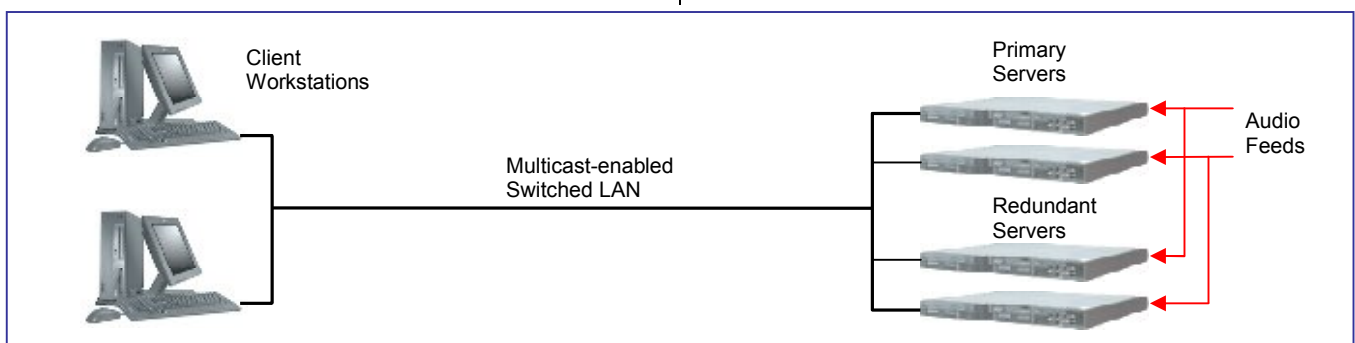 Client
Workstations
Multicast-enabled
Switched LAN
Primary
Servers
Redundant
Servers
Audio
Feeds